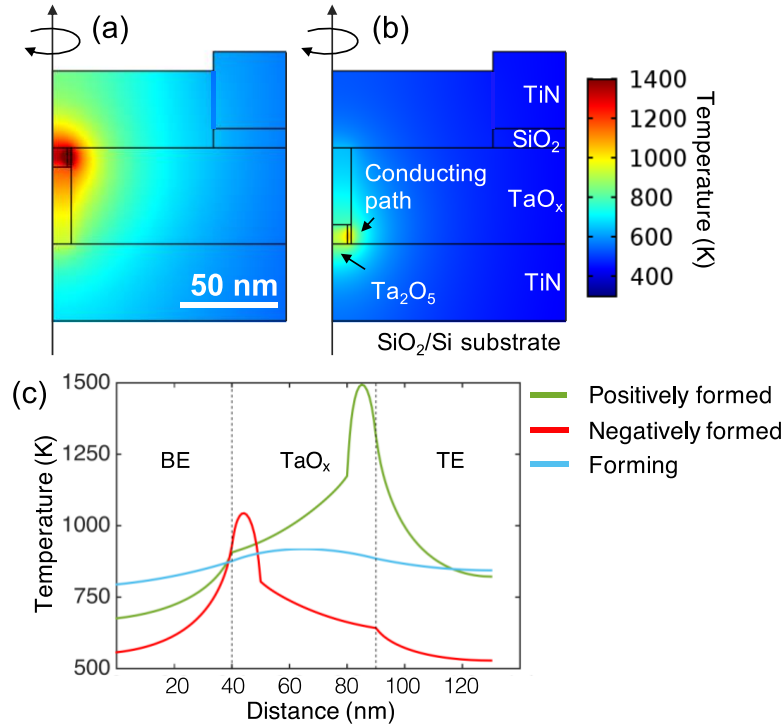 (a)
(b)
TiN
SiO₂
Conducting
path
TaOₓ
50 nm
Ta₂O₅
TiN
SiO₂/Si substrate
1400
1200
1000
800
600
400
Temperature (K)
(c)
1500
1250
1000
750
500
Temperature (K)
BE
TaOₓ
TE
20
40
60
80
100
120
Distance (nm)
Positively formed
Negatively formed
Forming